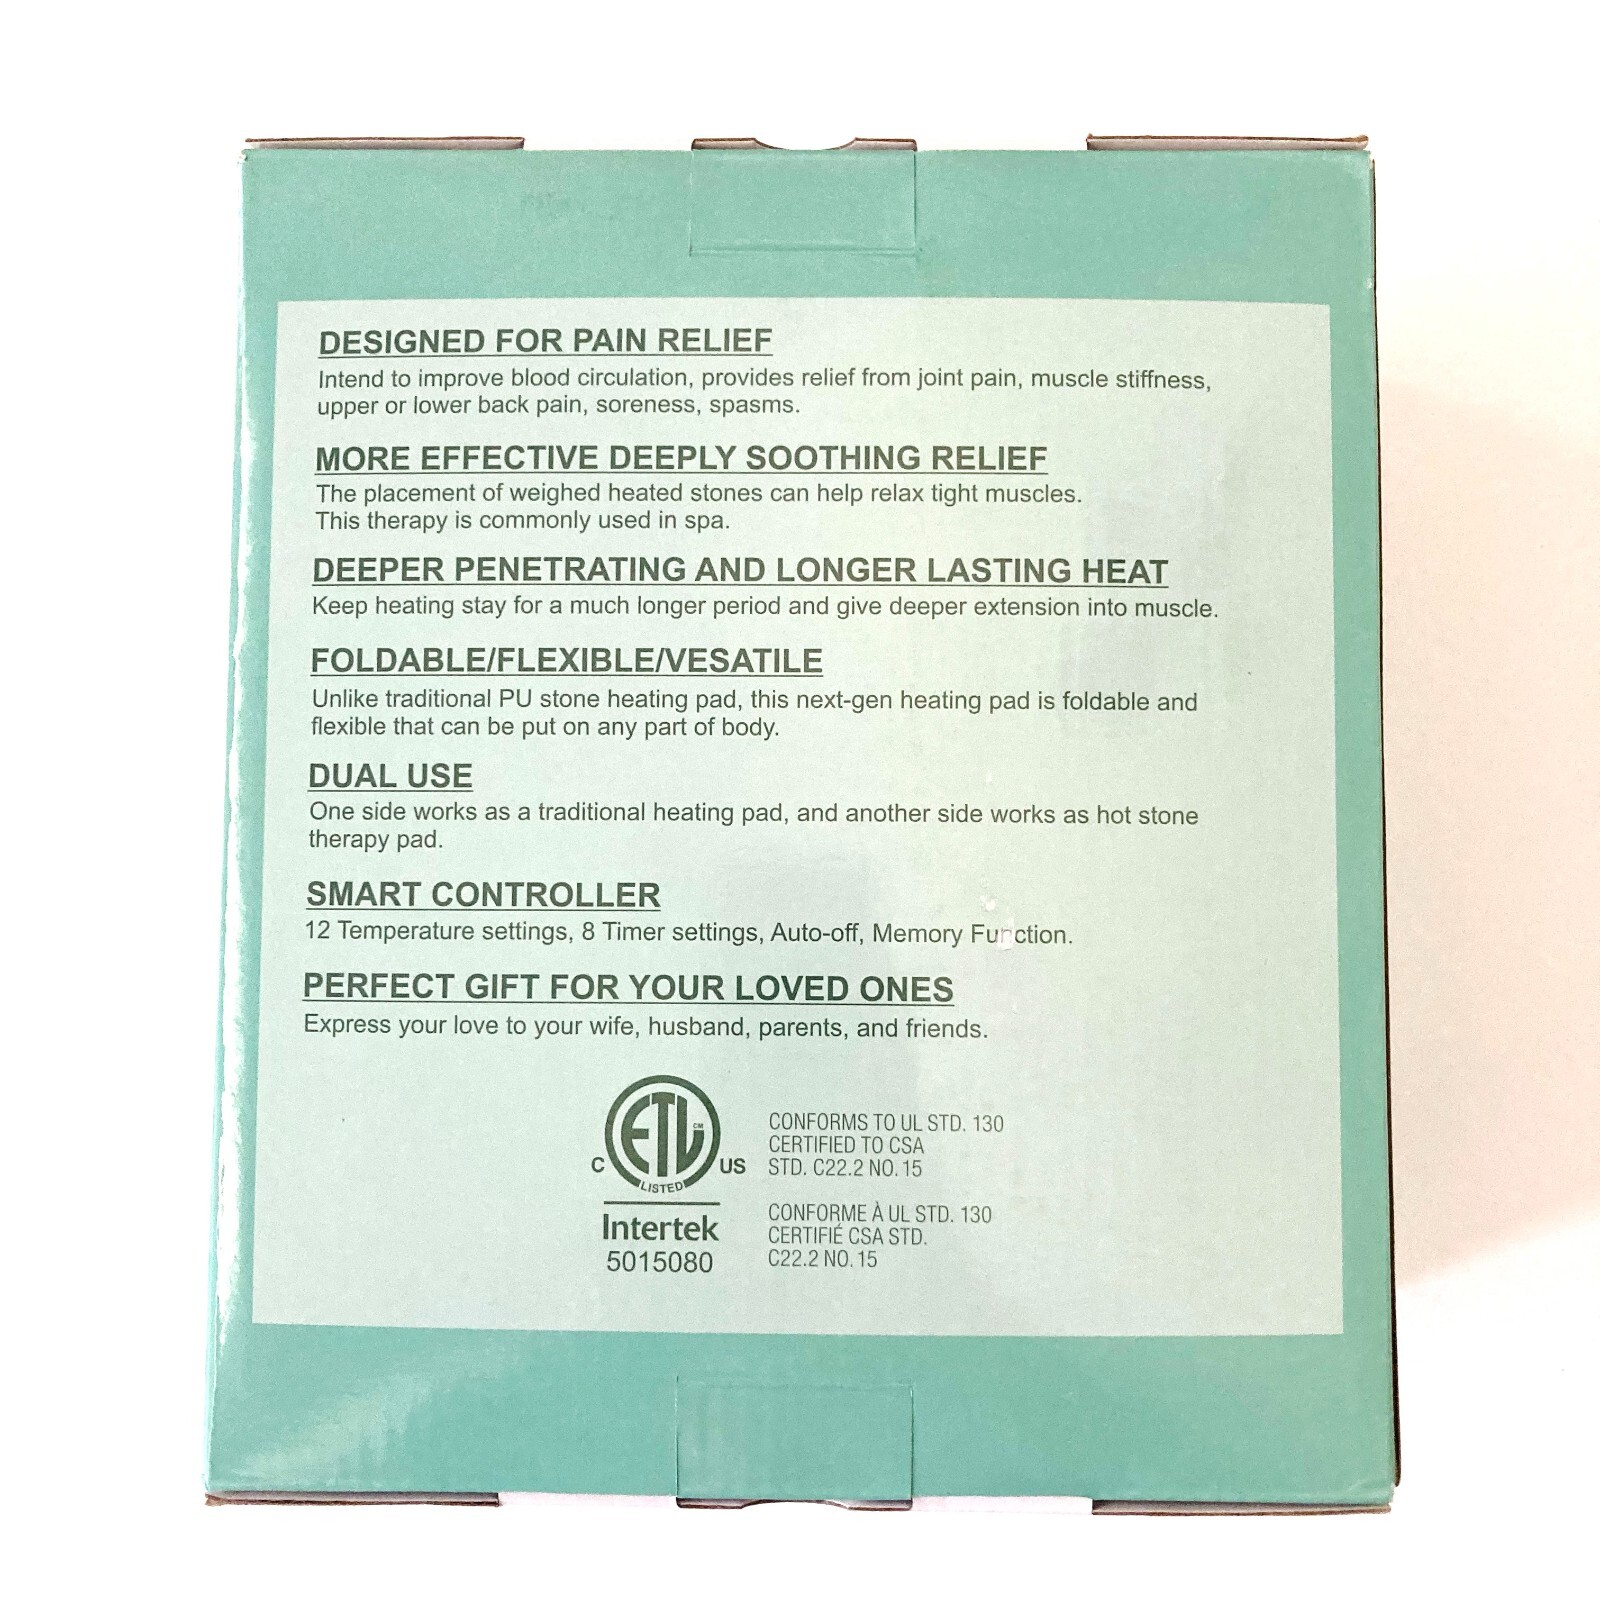 DESIGNED FOR PAIN RELIEF
Intend to improve blood circulation, provides relief from joint pain, muscle stiffness,
upper or lower back pain, soreness, spasms.
MORE EFFECTIVE DEEPLY SOOTHING RELIEF
The placement of weighed heated stones can help relax tight muscles.
This therapy is commonly used in spa.
DEEPER PENETRATING AND LONGER LASTING HEAT
Keep heating stay for a much longer period and give deeper extension into muscle.
FOLDABLE/FLEXIBLE/VESATILE
Unlike traditional PU stone heating pad, this next-gen heating pad is foldable and
flexible that can be put on any part of body.
DUAL USE
One side works as a traditional heating pad, and another side works as hot stone
therapy pad.
SMART CONTROLLER
12 Temperature settings, 8 Timer settings, Auto-off, Memory Function.
PERFECT GIFT FOR YOUR LOVED ONES
Express your love to your wife, husband, parents, and friends.
ETL CM
C US
LISTED
Intertek
5015080
CONFORMS TO UL STD. 130
CERTIFIED TO CSA
STD. C22.2 NO. 15
CONFORME À UL STD. 130
CERTIFIÉ CSA STD.
C22.2 NO. 15